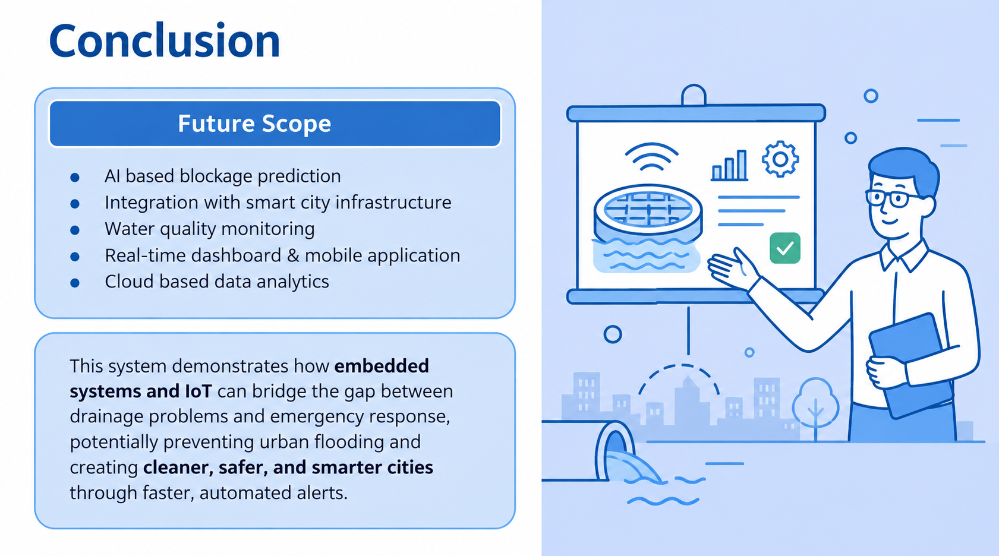 Conclusion
Future Scope
AI based blockage prediction
Integration with smart city infrastructure
Water quality monitoring
Real-time dashboard & mobile application
Cloud based data analytics
This system demonstrates how embedded
systems and IoT can bridge the gap between
drainage problems and emergency response,
potentially preventing urban flooding and
creating cleaner, safer, and smarter cities
through faster, automated alerts.